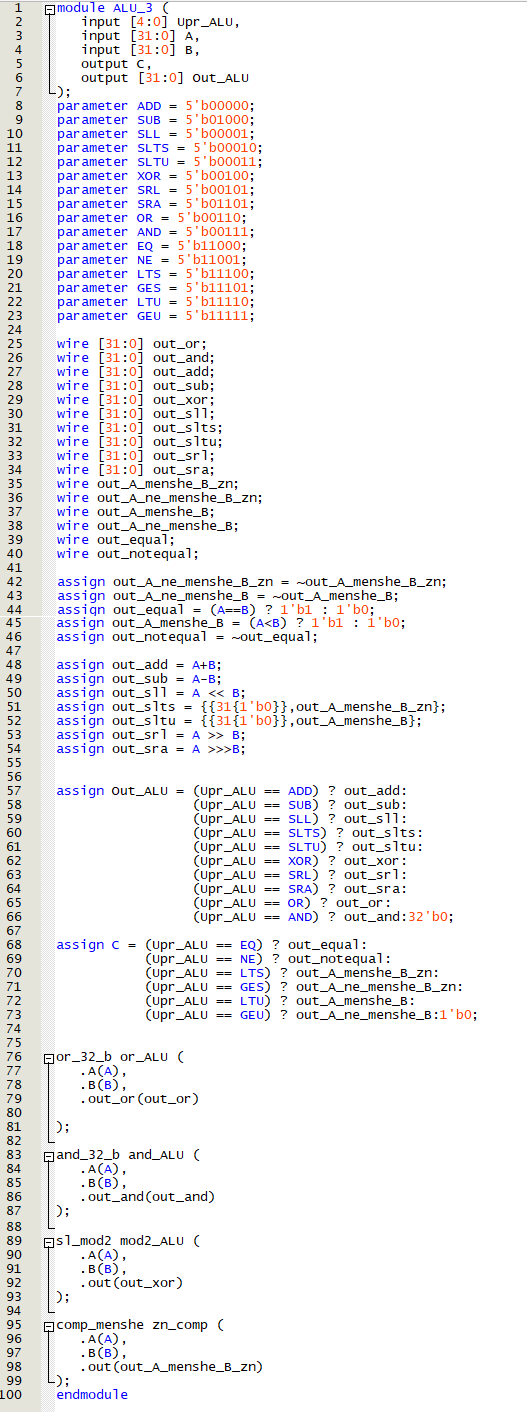 1 module ALU_3 (
2 input [4:0] Upr_ALU,
3 input [31:0] A,
4 input [31:0] B,
5 output C,
6 output [31:0] Out_ALU
7 );
8 parameter ADD = 5'b00000;
9 parameter SUB = 5'b01000;
10 parameter SLL = 5'b00001;
11 parameter SLTS = 5'b00010;
12 parameter SLTU = 5'b00011;
13 parameter XOR = 5'b00100;
14 parameter SRL = 5'b00101;
15 parameter SRA = 5'b01101;
16 parameter OR = 5'b00110;
17 parameter AND = 5'b00111;
18 parameter EQ = 5'b11000;
19 parameter NE = 5'b11001;
20 parameter LTS = 5'b11100;
21 parameter GES = 5'b11101;
22 parameter LTU = 5'b11110;
23 parameter GEU = 5'b11111;
24
25 wire [31:0] out_or;
26 wire [31:0] out_and;
27 wire [31:0] out_add;
28 wire [31:0] out_sub;
29 wire [31:0] out_xor;
30 wire [31:0] out_sll;
31 wire [31:0] out_slts;
32 wire [31:0] out_sltu;
33 wire [31:0] out_srl;
34 wire [31:0] out_sra;
35 wire out_A_menshe_B_zn;
36 wire out_A_ne_menshe_B_zn;
37 wire out_A_menshe_B;
38 wire out_A_ne_menshe_B;
39 wire out_equal;
40 wire out_notequal;
41
42 assign out_A_ne_menshe_B_zn = ~out_A_menshe_B_zn;
43 assign out_A_ne_menshe_B = ~out_A_menshe_B;
44 assign out_equal = (A==B) ? 1'b1 : 1'b0;
45 assign out_A_menshe_B = (A<B) ? 1'b1 : 1'b0;
46 assign out_notequal = ~out_equal;
47
48 assign out_add = A+B;
49 assign out_sub = A-B;
50 assign out_sll = A << B;
51 assign out_slts = {{31{1'b0}},out_A_menshe_B_zn};
52 assign out_sltu = {{31{1'b0}},out_A_menshe_B};
53 assign out_srl = A >> B;
54 assign out_sra = A >>>B;
55
56
57 assign Out_ALU = (Upr_ALU == ADD) ? out_add:
58 (Upr_ALU == SUB) ? out_sub:
59 (Upr_ALU == SLL) ? out_sll:
60 (Upr_ALU == SLTS) ? out_slts:
61 (Upr_ALU == SLTU) ? out_sltu:
62 (Upr_ALU == XOR) ? out_xor:
63 (Upr_ALU == SRL) ? out_srl:
64 (Upr_ALU == SRA) ? out_sra:
65 (Upr_ALU == OR) ? out_or:
66 (Upr_ALU == AND) ? out_and:32'b0;
67
68 assign C = (Upr_ALU == EQ) ? out_equal:
69 (Upr_ALU == NE) ? out_notequal:
70 (Upr_ALU == LTS) ? out_A_menshe_B_zn:
71 (Upr_ALU == GES) ? out_A_ne_menshe_B_zn:
72 (Upr_ALU == LTU) ? out_A_menshe_B:
73 (Upr_ALU == GEU) ? out_A_ne_menshe_B:1'b0;
74
75
76 or_32_b or_ALU (
77 .A(A),
78 .B(B),
79 .out_or(out_or)
80
81 );
82
83 and_32_b and_ALU (
84 .A(A),
85 .B(B),
86 .out_and(out_and)
87 );
88
89 sl_mod2 mod2_ALU (
90 .A(A),
91 .B(B),
92 .out(out_xor)
93 );
94
95 comp_menshe zn_comp (
96 .A(A),
97 .B(B),
98 .out(out_A_menshe_B_zn)
99 );
100 endmodule